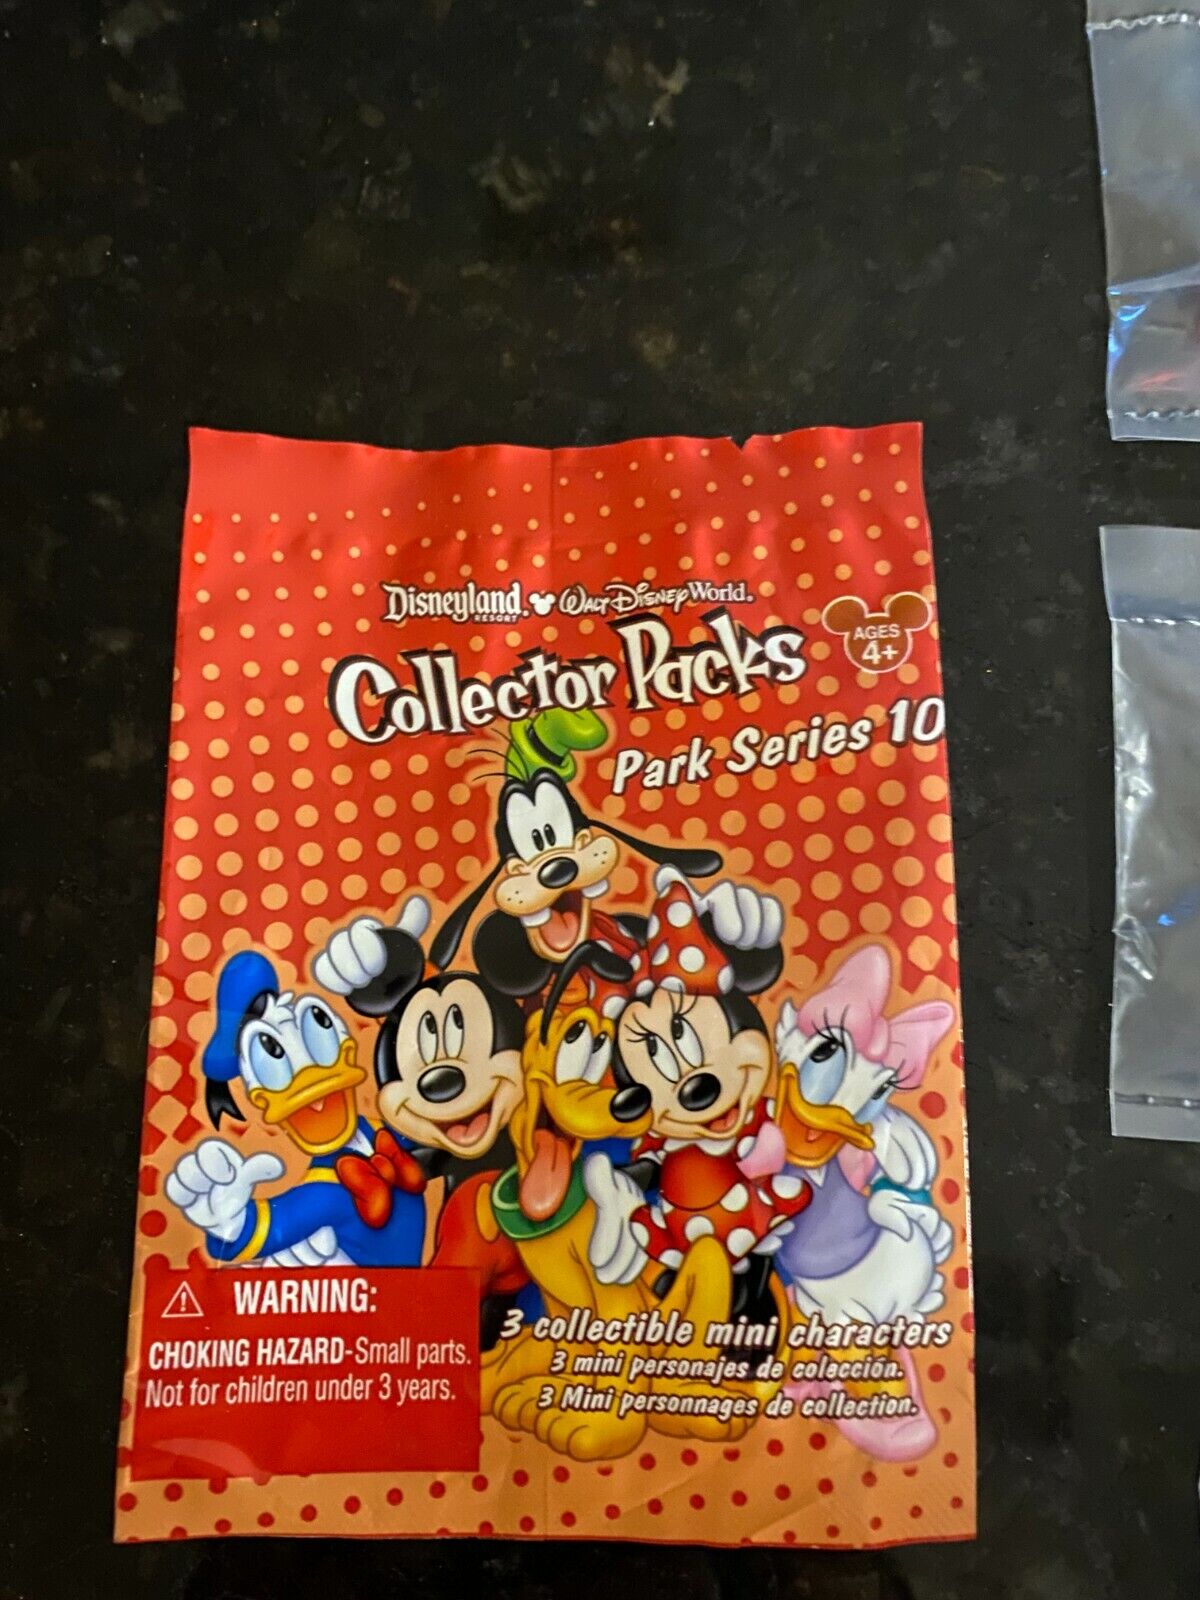 Disneyland. Walt Disney World.
RESORT
Collector Packs
AGES
4+
Park Series 10
WARNING:
CHOKING HAZARD-Small parts.
Not for children under 3 years.
3 collectible mini characters
3 mini personajes de colección.
3 Mini personnages de collection.